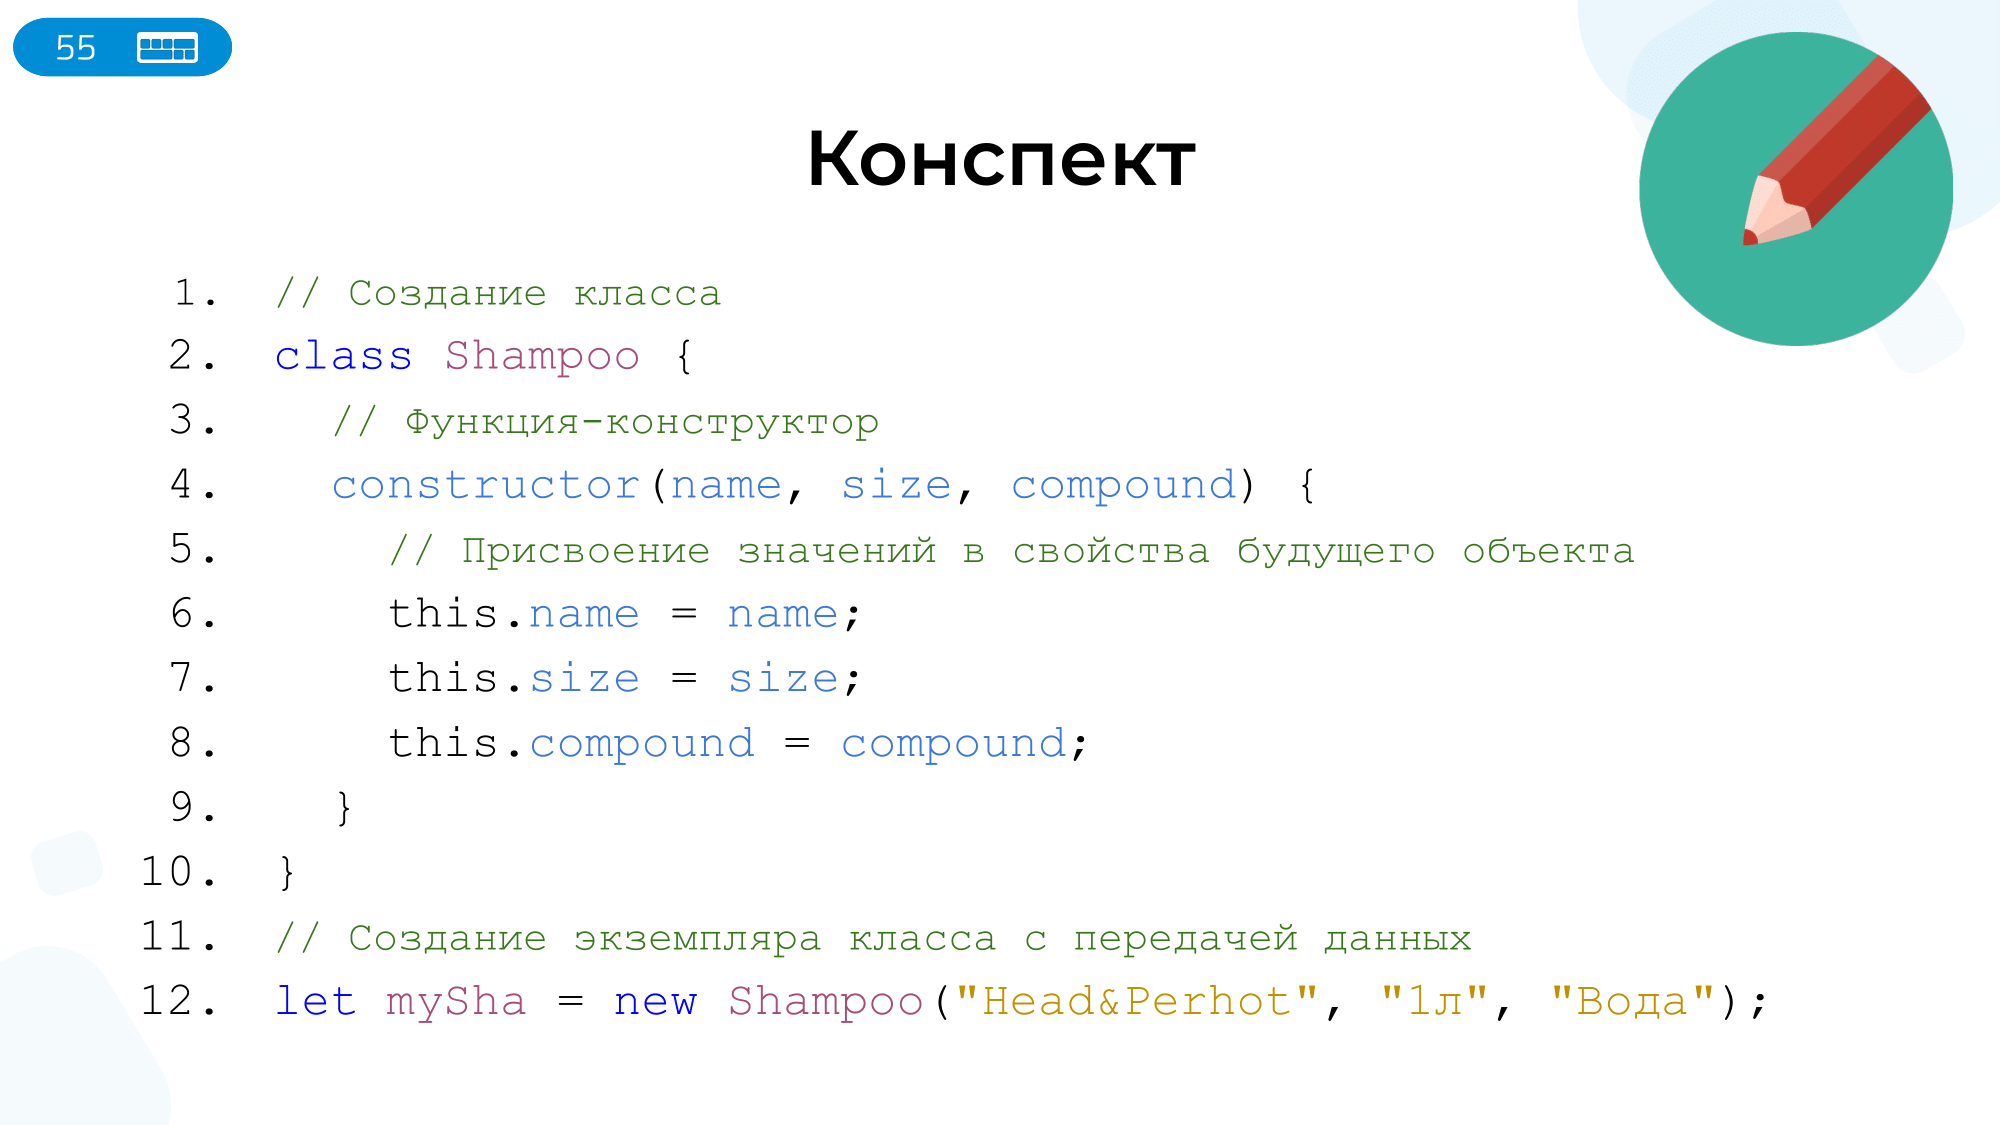 55
Конспект
1. // Создание класса
2. class Shampoo {
3. // Функция-конструктор
4. constructor(name, size, compound) {
5. // Присвоение значений в свойства будущего объекта
6. this.name = name;
7. this.size = size;
8. this.compound = compound;
9. }
10. }
11. // Создание экземпляра класса с передачей данных
12. let mySha = new Shampoo("Head&Perhot", "1л", "Вода");